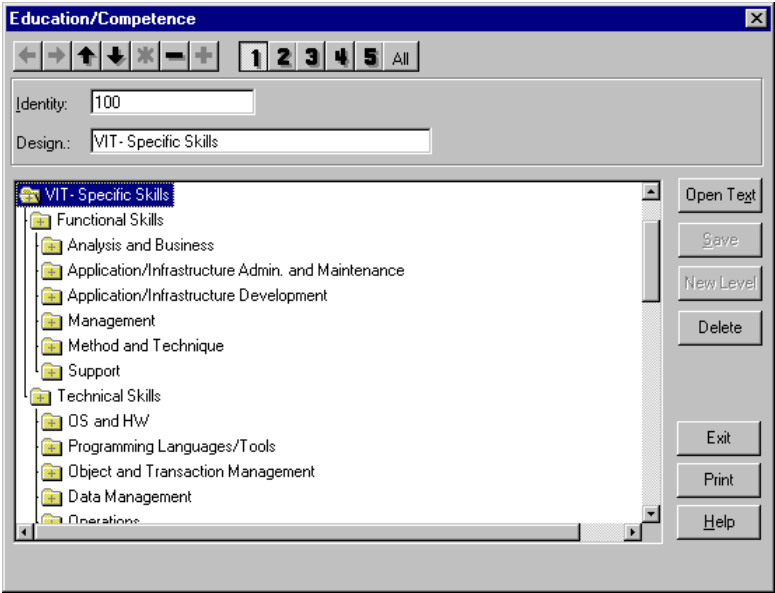 Education/Competence
1 2 3 4 5 All
Identity: 100
Design.: VIT- Specific Skills
VIT- Specific Skills
Functional Skills
Analysis and Business
Application/Infrastructure Admin. and Maintenance
Application/Infrastructure Development
Management
Method and Technique
Support
Technical Skills
OS and HW
Programming Languages/Tools
Object and Transaction Management
Data Management
Operations
Open Text
Save
New Level
Delete
Exit
Print
Help